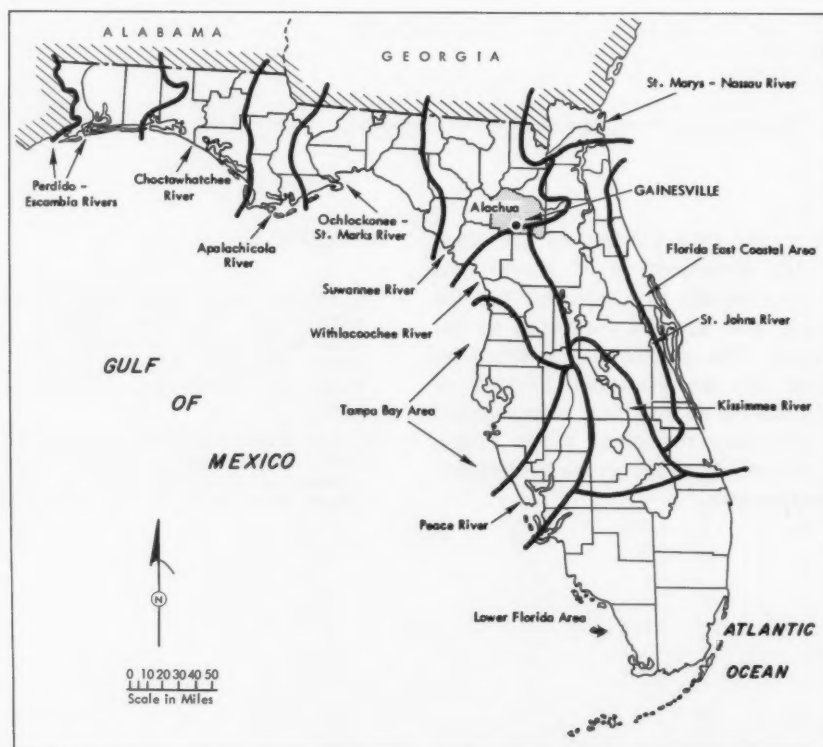 ALABAMA
GEORGIA
St. Marys - Nassau River
Perdido -
Escambia Rivers
Choctawhatchee
River
Apalachicola
River
Ochlockonee -
St. Marks River
Alachua
GAINESVILLE
Florida East Coastal Area
Suwannee River
St. Johns River
Withlacoochee River
GULF
OF
MEXICO
Tampa Bay Area
Kissimmee River
Peace River
N
Lower Florida Area
ATLANTIC
OCEAN
0 10 20 30 40 50
Scale in Miles